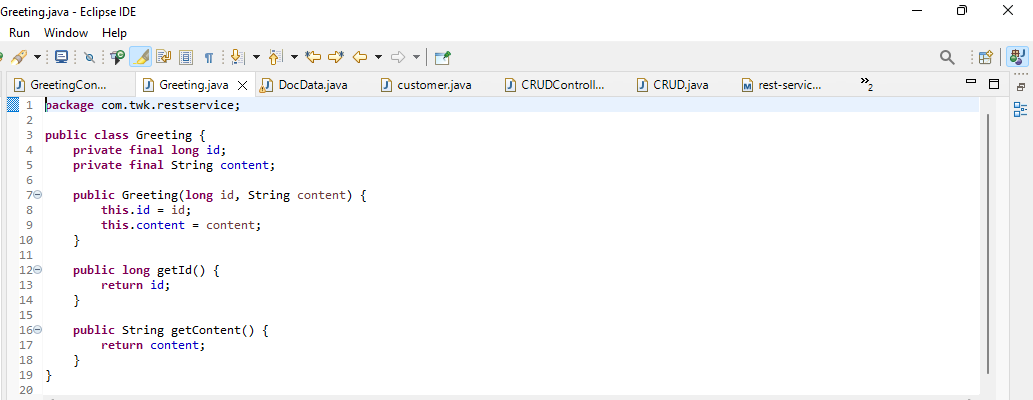 Greeting.java - Eclipse IDE
Run Window Help
GreetingCon... Greeting.java DocData.java customer.java CRUDControll... CRUD.java rest-servic... »2
1 package com.twk.restservice;
2
3 public class Greeting {
4     private final long id;
5     private final String content;
6
7     public Greeting(long id, String content) {
8         this.id = id;
9         this.content = content;
10     }
11
12     public long getId() {
13         return id;
14     }
15
16     public String getContent() {
17         return content;
18     }
19 }
20